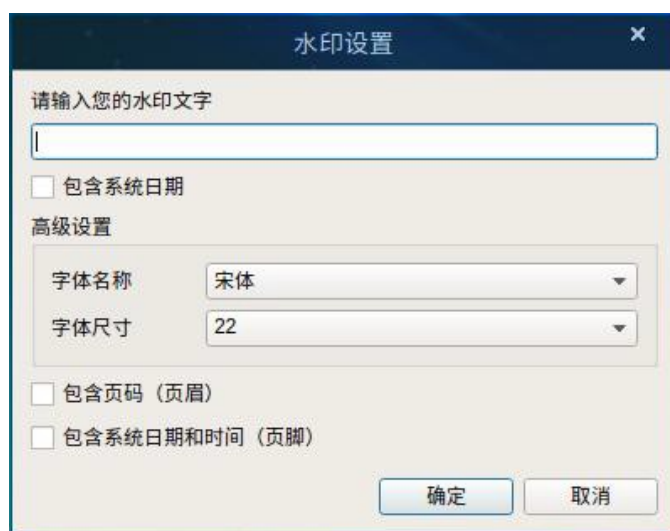 水印设置
请输入您的水印文字
包含系统日期
高级设置
字体名称 宋体
字体尺寸 22
包含页码（页眉）
包含系统日期和时间（页脚）
确定 取消